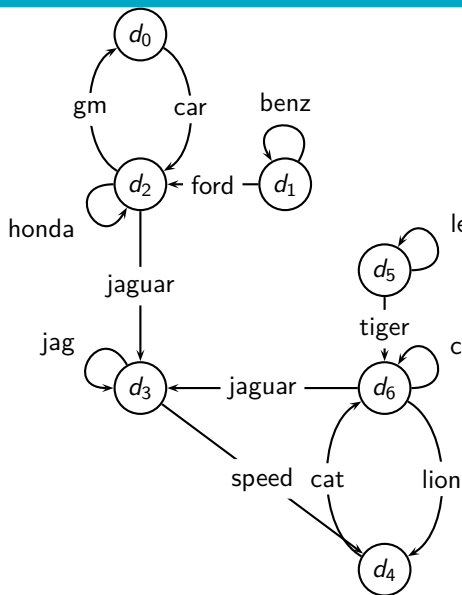 d0
gm
car
benz
d2
ford
d1
honda
le
d5
jaguar
tiger
jag
c
d3
jaguar
d6
speed
cat
lion
d4